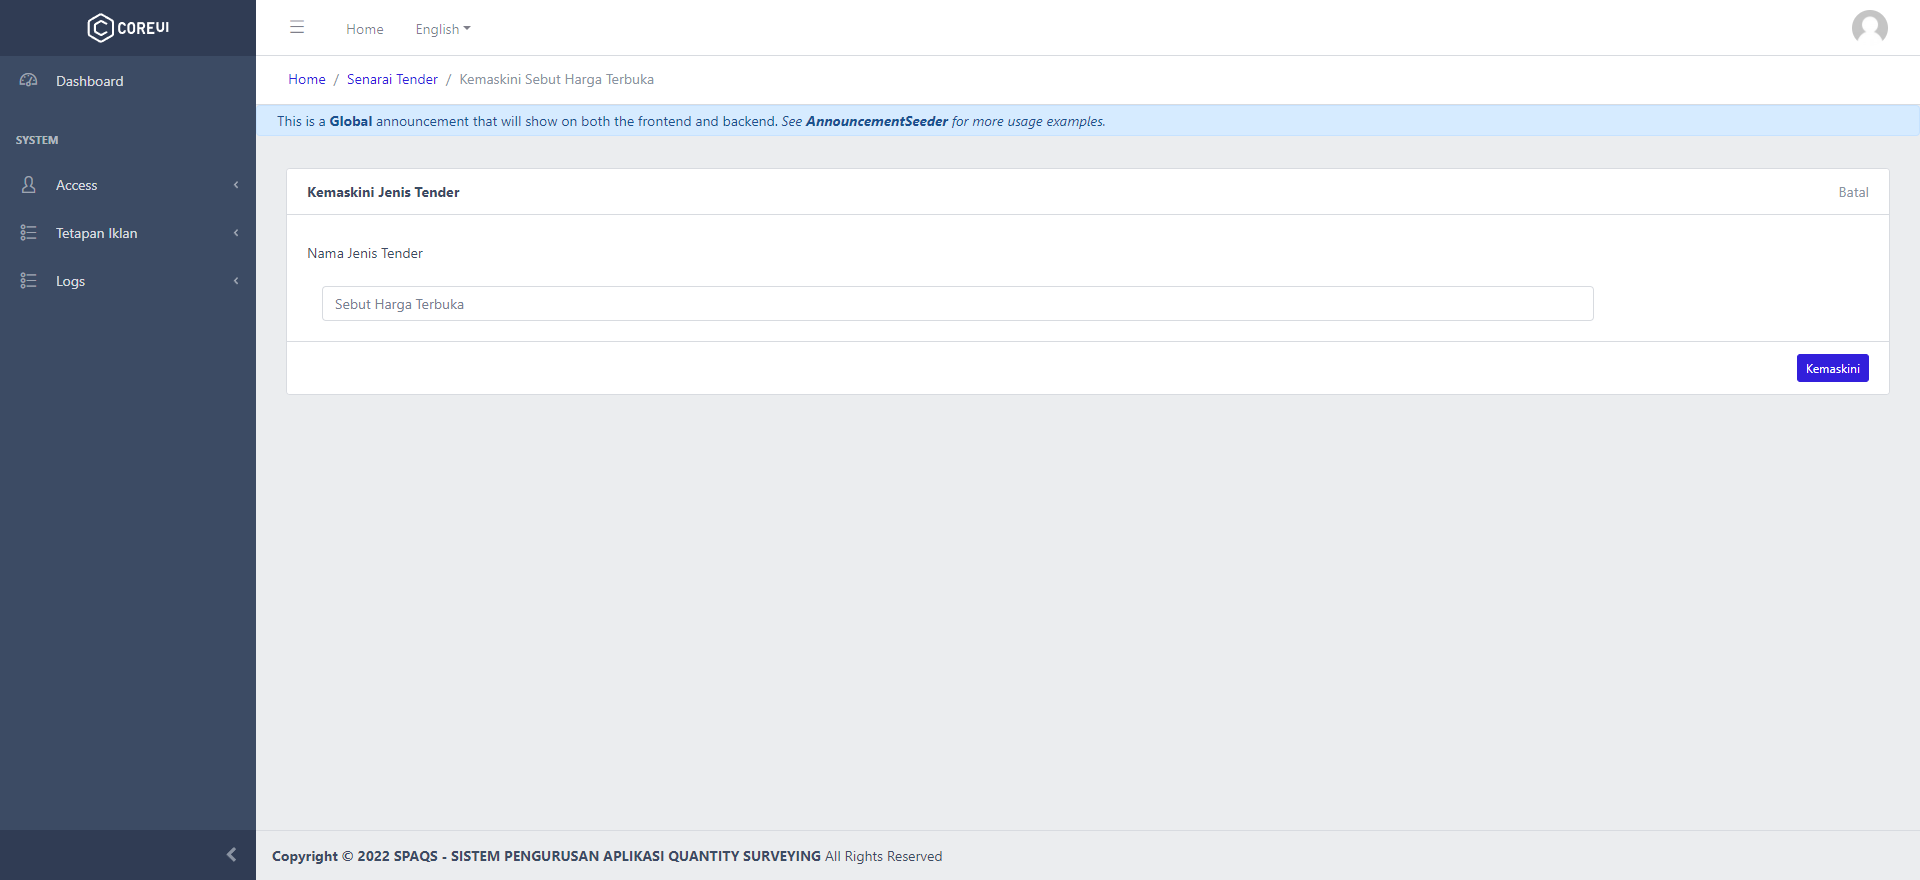 COREUI
Home
English
Dashboard
SYSTEM
Access
Tetapan Iklan
Logs
Home / Senarai Tender / Kemaskini Sebut Harga Terbuka
This is a Global announcement that will show on both the frontend and backend. See AnnouncementSeeder for more usage examples.
Kemaskini Jenis Tender
Batal
Nama Jenis Tender
Sebut Harga Terbuka
Kemaskini
Copyright © 2022 SPAQS - SISTEM PENGURUSAN APLIKASI QUANTITY SURVEYING All Rights Reserved